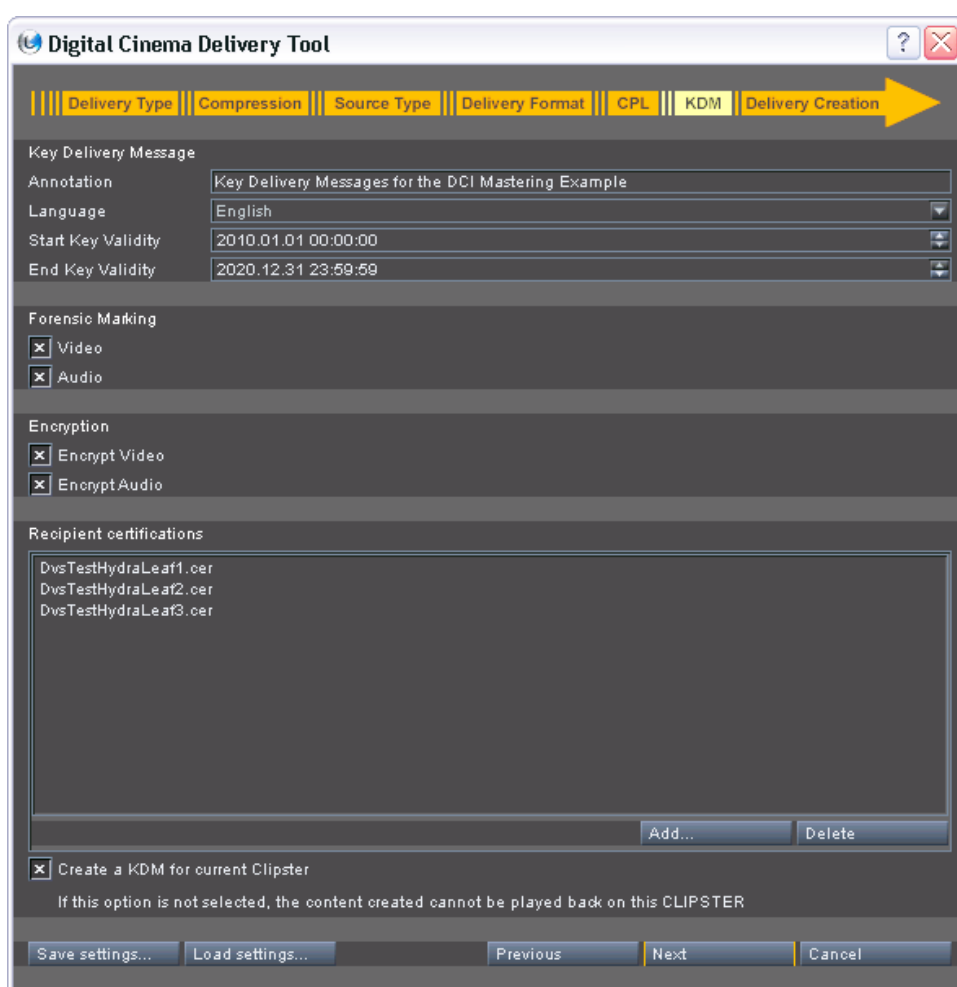 Digital Cinema Delivery Tool
Delivery Type Compression Source Type Delivery Format CPL KDM Delivery Creation
Key Delivery Message
Annotation Key Delivery Messages for the DCI Mastering Example
Language English
Start Key Validity 2010.01.01 00:00:00
End Key Validity 2020.12.31 23:59:59
Forensic Marking
Video
Audio
Encryption
Encrypt Video
Encrypt Audio
Recipient certifications
DvsTestHydraLeaf1.cer
DvsTestHydraLeaf2.cer
DvsTestHydraLeaf3.cer
Add... Delete
Create a KDM for current Clipster
If this option is not selected, the content created cannot be played back on this CLIPSTER
Save settings... Load settings... Previous Next Cancel